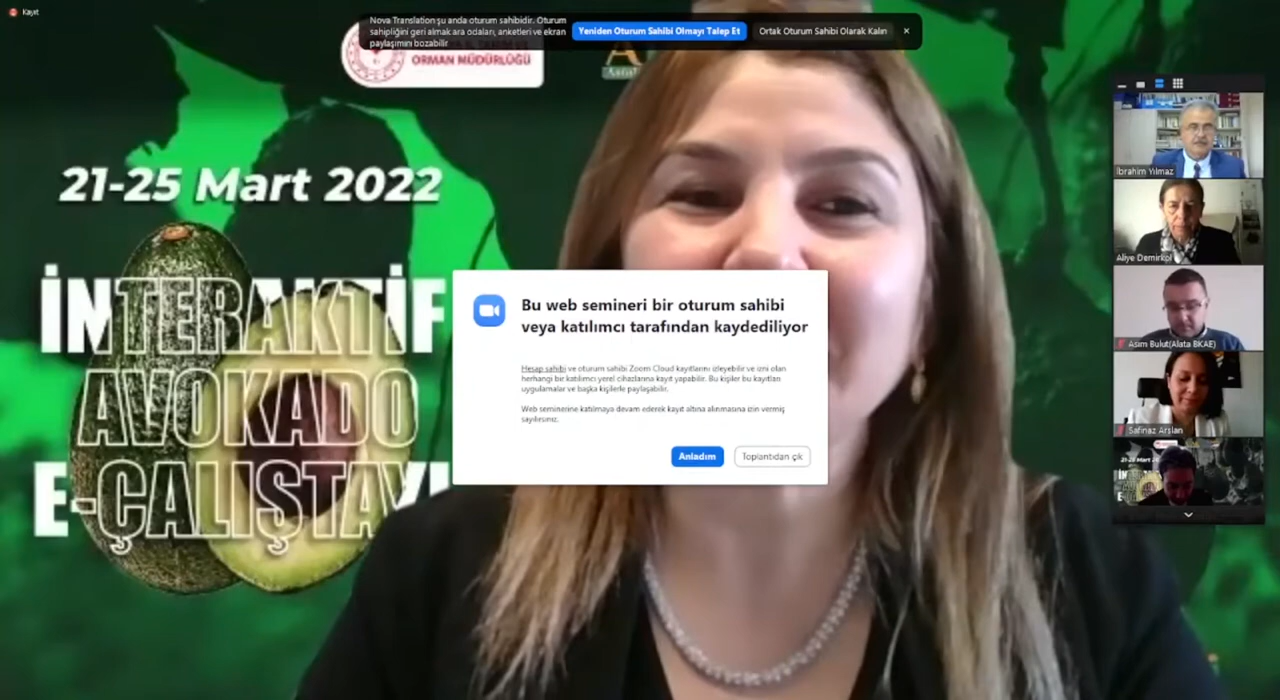 Kayıt
Nova Translation şu anda oturum sahibidir. Oturum
sahipliğini geri almak ara odaları, anketleri ve ekran
paylaşımını bozabilir.
Yeniden Oturum Sahibi Olmayı Talep Et
Ortak Oturum Sahibi Olarak Kalın
ORMAN MÜDÜRLÜĞÜ
21-25 Mart 2022
İNTERAKTİF
AVOKADO
E-ÇALIŞTAYI
Bu web semineri bir oturum sahibi
veya katılımcı tarafından kaydediliyor
Hesap sahibi ve oturum sahibi Zoom Cloud kayıtlarını izleyebilir ve izni olan
herhangi bir katılımcı yerel cihazlarına kayıt yapabilir. Bu kişiler bu kayıtları
uygulamalar ve başka kişilerle paylaşabilir.
Web seminerine katılmaya devam ederek kayıt altına alınmasına izin vermiş
sayılırsınız.
Anladım
Toplantıdan çık
İbrahim Yılmaz
Aliye Demirkol
Asım Bulut(Alata BKAE)
Safinaz Arslan